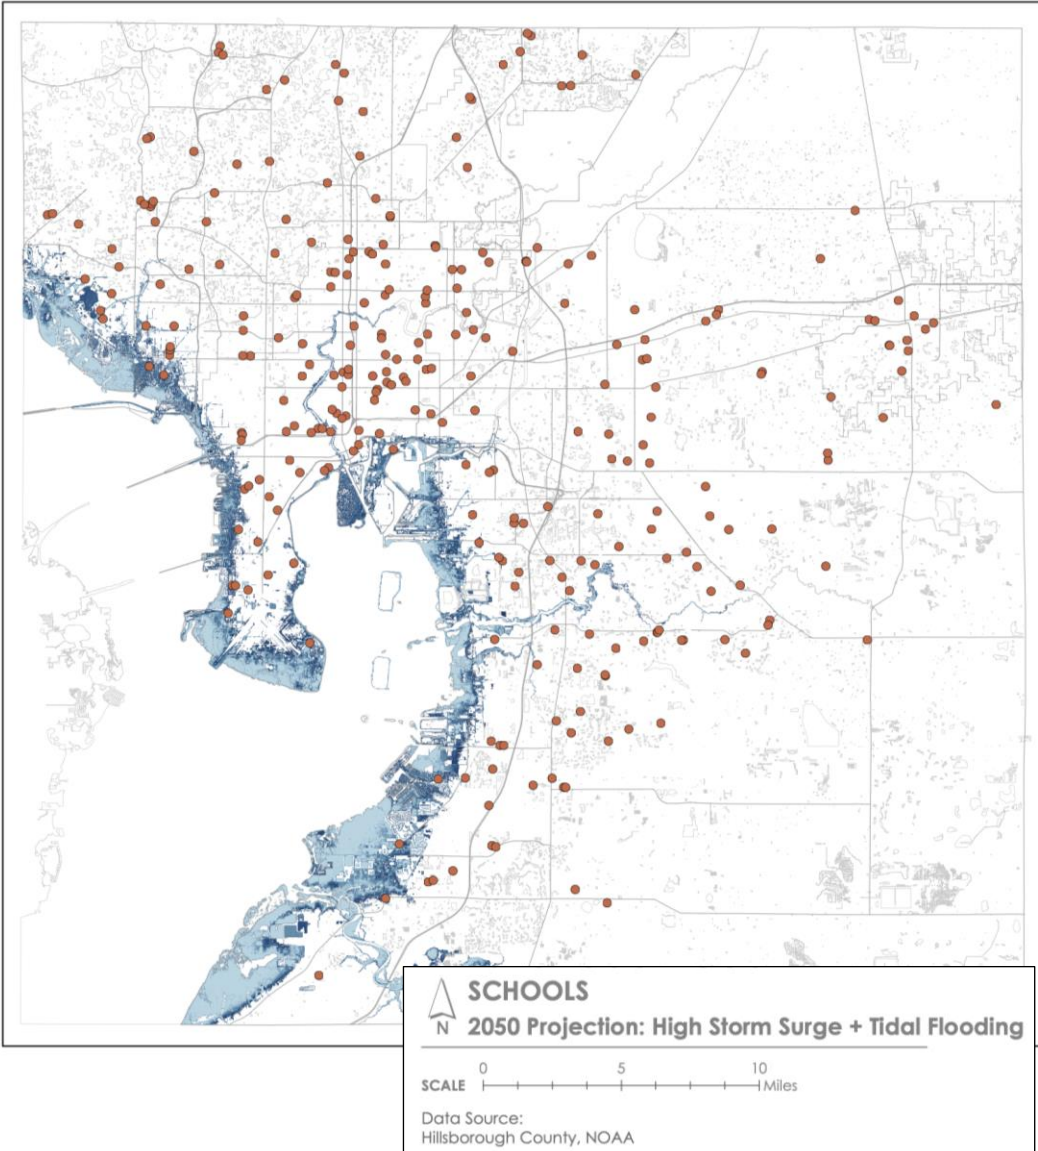 SCHOOLS
N
2050 Projection: High Storm Surge + Tidal Flooding
0 5 10
SCALE Miles
Data Source:
Hillsborough County, NOAA